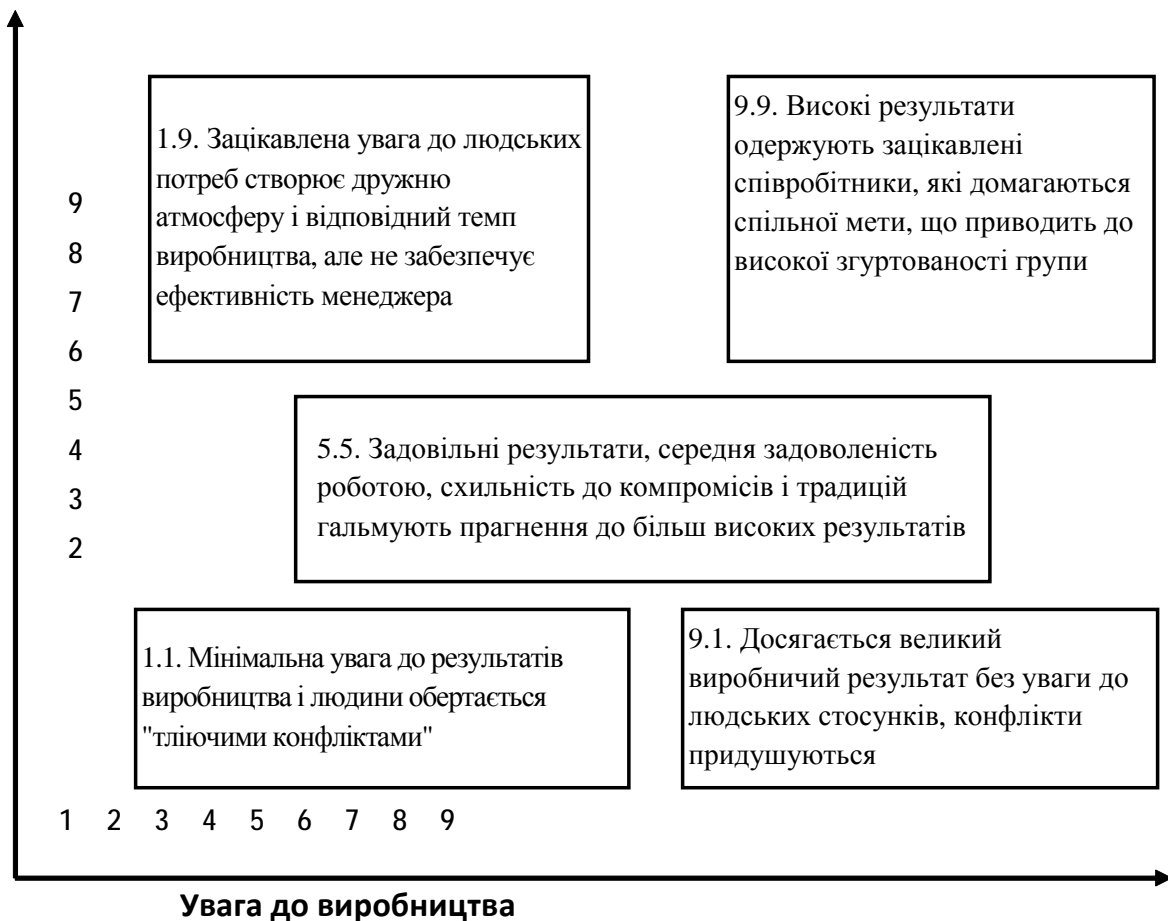 1.9. Зацікавлена увага до людських
потреб створює дружню
атмосферу і відповідний темп
виробництва, але не забезпечує
ефективність менеджера
9.9. Високі результати
одержують зацікавлені
співробітники, які домагаються
спільної мети, що приводить до
високої згуртованості групи
9
8
7
6
5
4
3
2
5.5. Задовільні результати, середня задоволеність
роботою, схильність до компромісів і традицій
гальмують прагнення до більш високих результатів
1.1. Мінімальна увага до результатів
виробництва і людини обертається
"тліючими конфліктами"
9.1. Досягається великий
виробничий результат без уваги до
людських стосунків, конфлікти
придушуються
1 2 3 4 5 6 7 8 9
Увага до виробництва